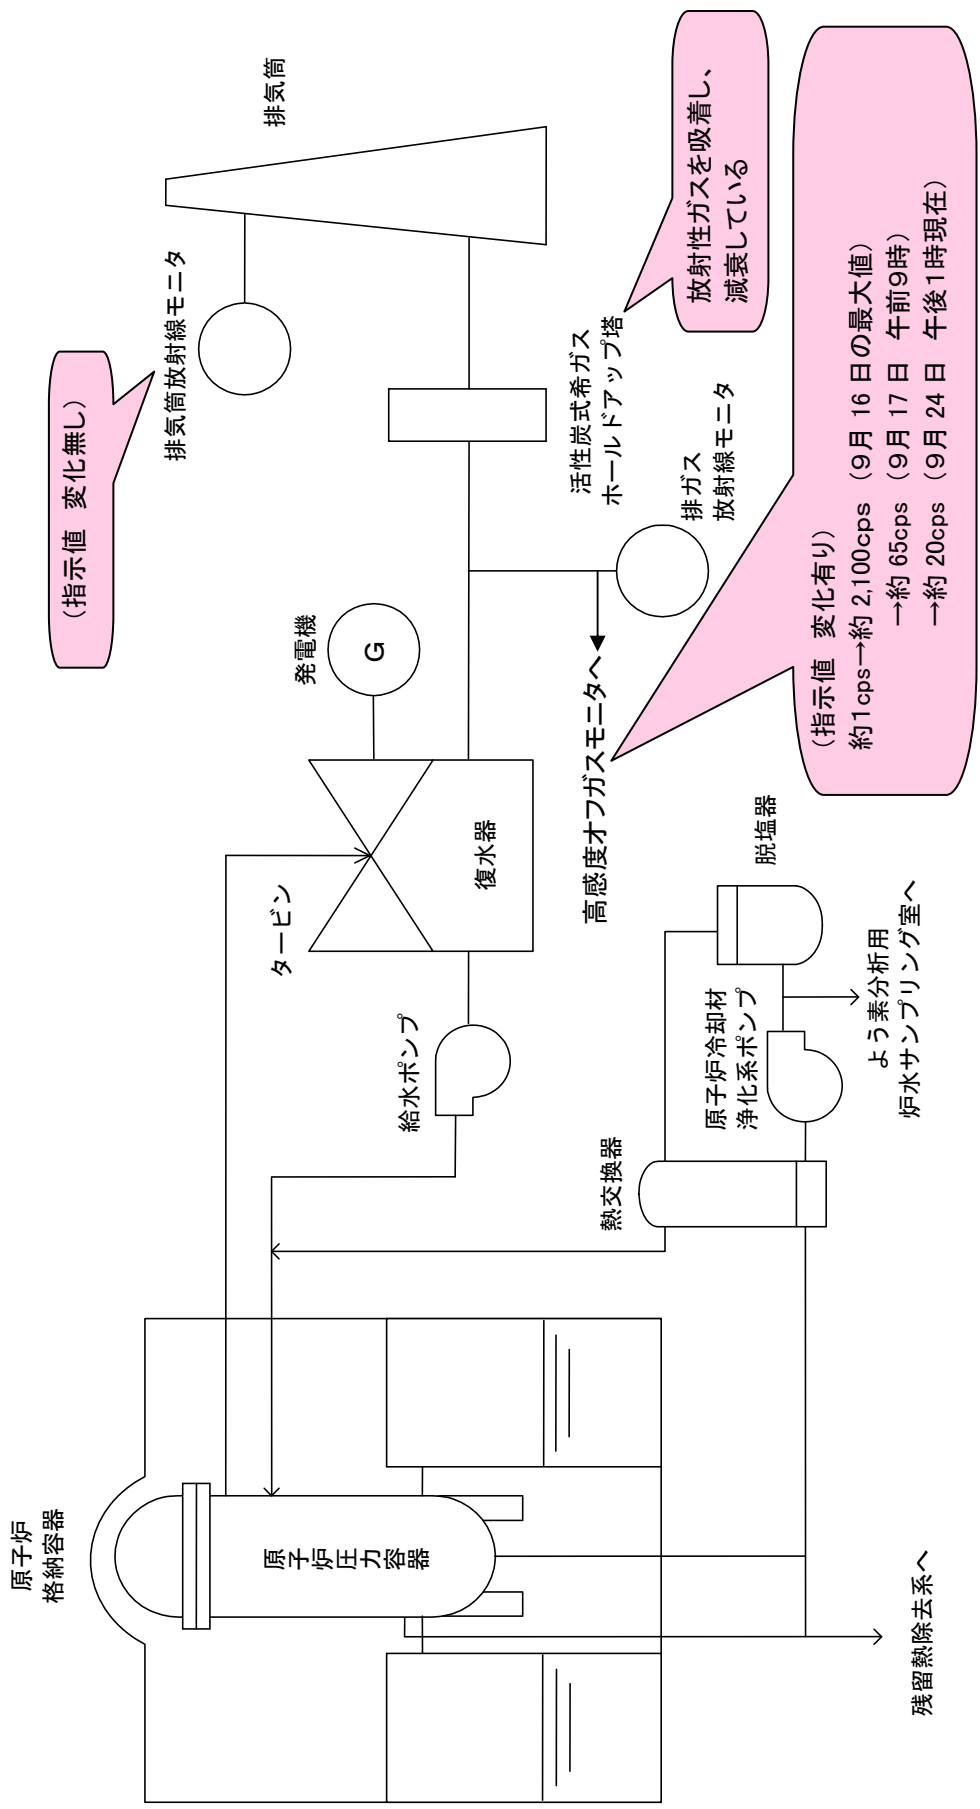 原子炉
格納容器
原子炉圧力容器
残留熱除去系へ
熱交換器
給水ポンプ
原子炉冷却材
浄化系ポンプ
よう素分析用
炉水サンプリング室へ
脱塩器
タービン
復水器
発電機
G
高感度オフガスモニタへ
排ガス
放射線モニタ
活性炭式希ガス
ホールドアップ塔
排気筒放射線モニタ
排気筒
（指示値　変化無し）
放射性ガスを吸着し、
減衰している
（指示値　変化有り）
約1cps→約 2,100cps （9月 16 日の最大値）
→約 65cps （9月 17 日　午前9時）
→約 20cps （9月 24 日　午後1時現在）